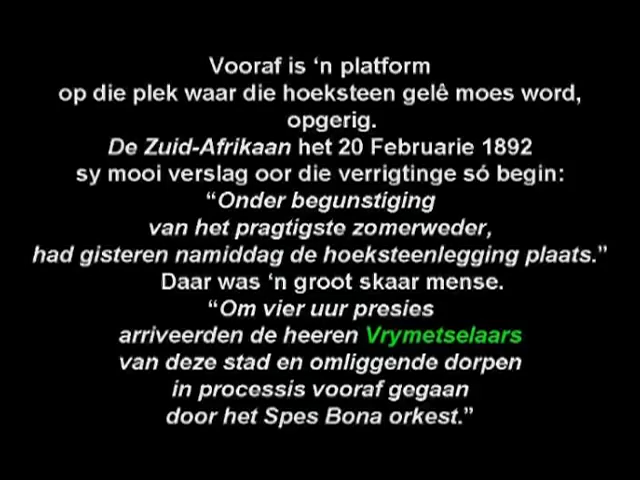 Vooraf is ‘n platform
op die plek waar die hoeksteen gelê moes word,
opgerig.
De Zuid-Afrikaan het 20 Februarie 1892
sy mooi verslag oor die verrigtinge só begin:
“Onder begunstiging
van het pragtigste zomerweder,
had gisteren namiddag de hoeksteenlegging plaats.”
Daar was ‘n groot skaar mense.
“Om vier uur presies
arriveerden de heeren Vrymetselaars
van deze stad en omliggende dorpen
in processis vooraf gegaan
door het Spes Bona orkest.”